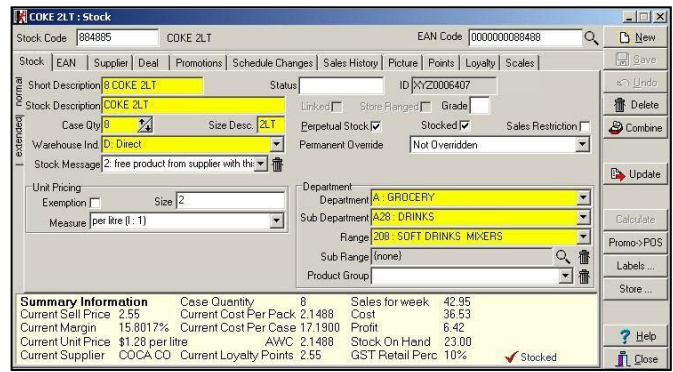 COKE 2LT : Stock
Stock Code 884885 COKE 2LT EAN Code 0000000088488 New
Stock EAN Supplier Deal Promotions Schedule Changes Sales History Picture Points Loyalty Scales Save
normal Short Description 8 COKE 2LT Status ID XYZ0006407 Undo
Stock Description COKE 2LT Linked Store Ranged Grade Delete
extended Case Qty 8 Size Desc. 2LT Perpetual Stock Stocked Sales Restriction Combine
Warehouse Ind. D: Direct Permanent Override Not Overridden
Stock Message 2: free product from supplier with this Update
Unit Pricing Department
Exemption Size 2 Department A : GROCERY
Measure per litre (l : 1) Sub Department A28 : DRINKS Calculate
Range 208 : SOFT DRINKS MIXERS Promo->POS
Sub Range {none} Labels ...
Product Group Store ...
Summary Information Case Quantity 8 Sales for week 42.95
Current Sell Price 2.55 Current Cost Per Pack 2.1488 Cost 36.53
Current Margin 15.8017% Current Cost Per Case 17.1900 Profit 6.42
Current Unit Price $1.28 per litre AWC 2.1488 Stock On Hand 23.00 Help
Current Supplier COCA CO Current Loyalty Points 2.55 GST Retail Perc 10% Stocked Close